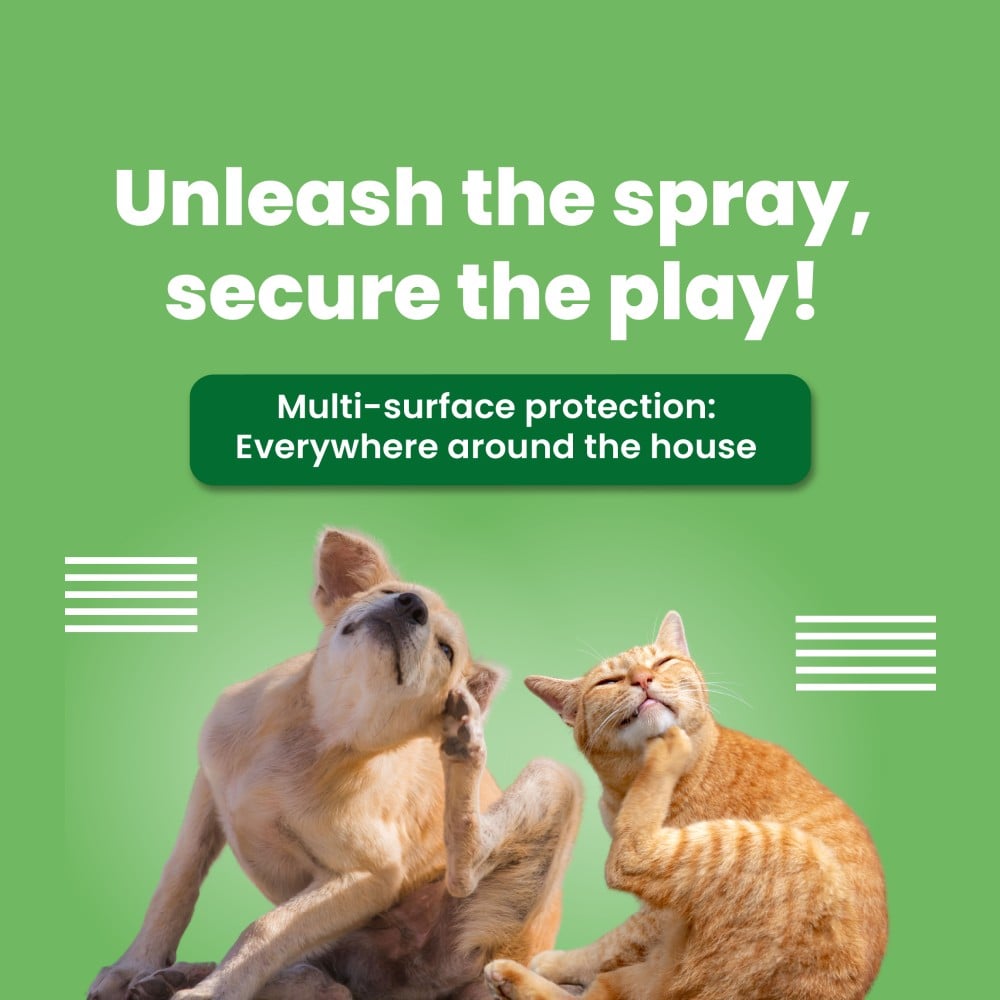 Unleash the spray,
secure the play!
Multi-surface protection:
Everywhere around the house